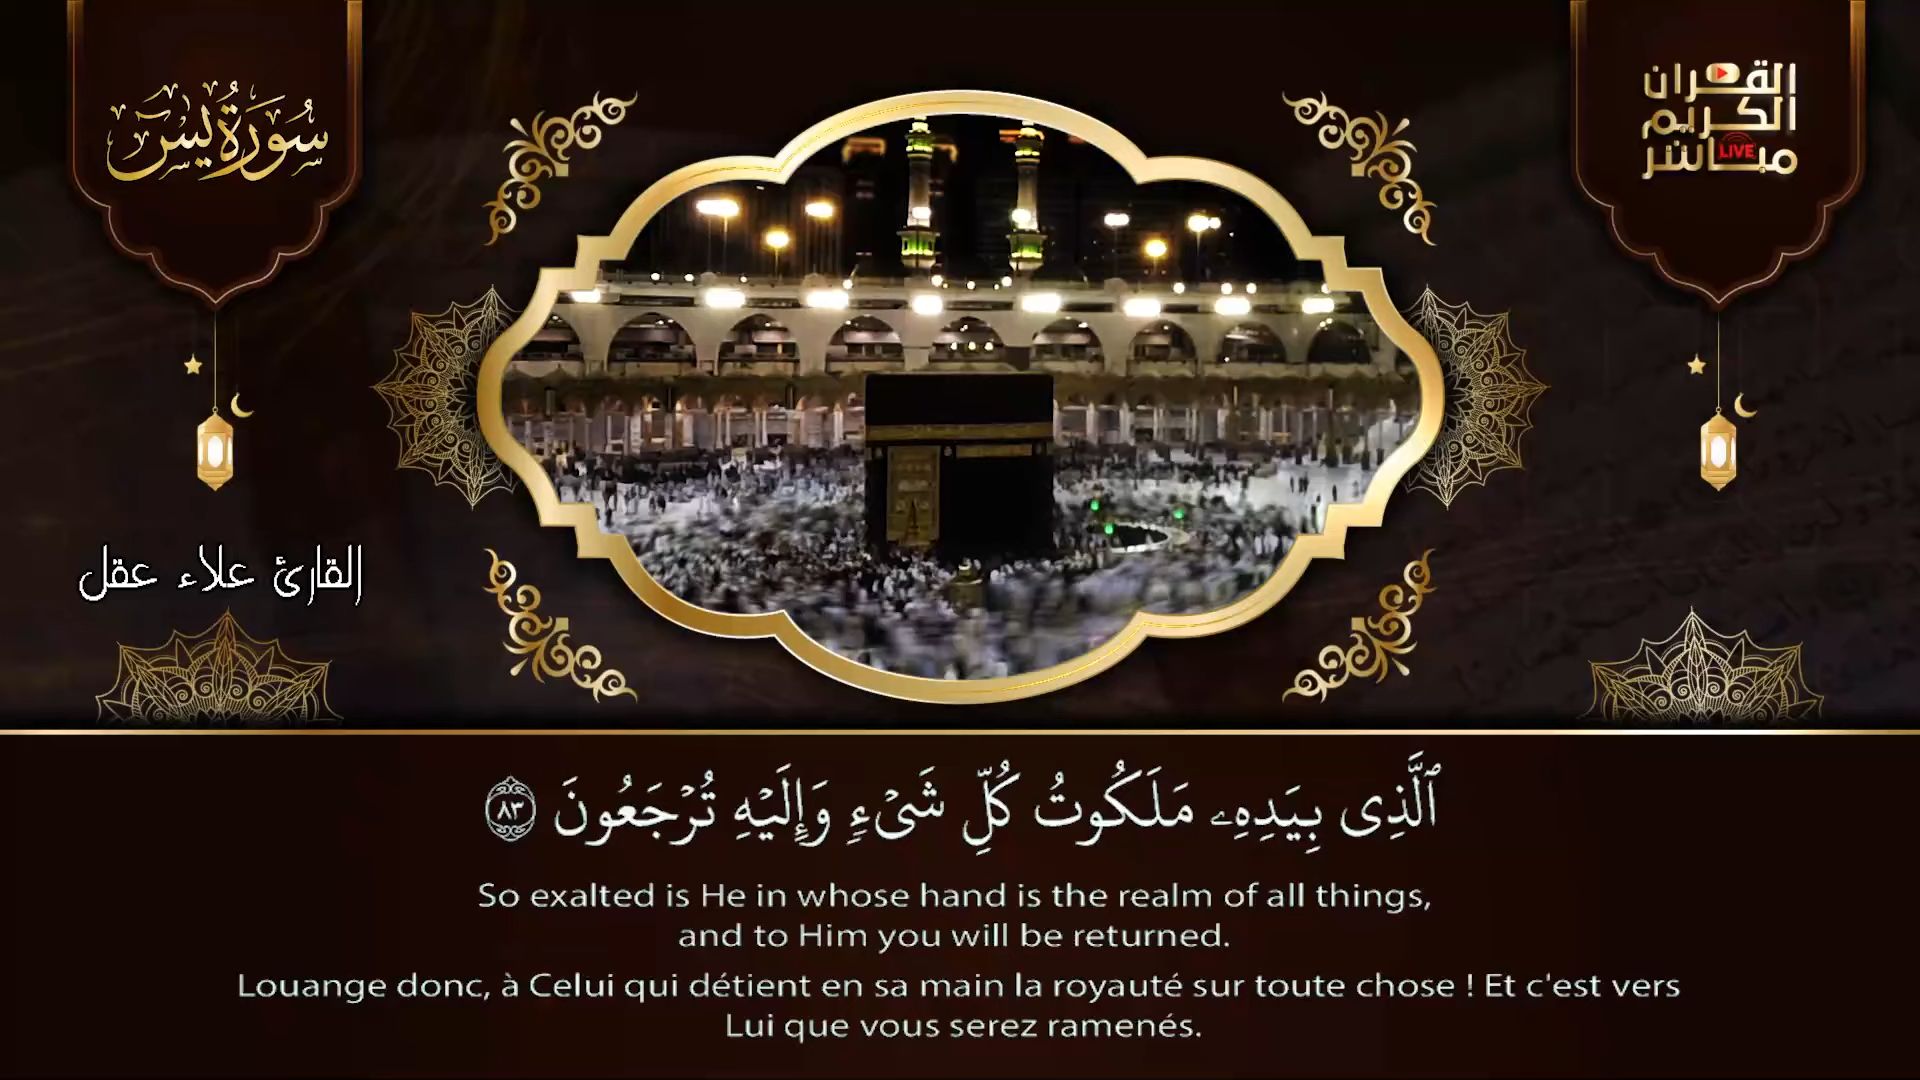 سُورَةُ يس
القرآن
الكريم
مباشر
LIVE
القارئ علاء عقل
ٱلَّذِى بِيَدِهِۦ مَلَكُوتُ كُلِّ شَىْءٍ وَإِلَيْهِ تُرْجَعُونَ ٨٣
So exalted is He in whose hand is the realm of all things,
and to Him you will be returned.
Louange donc, à Celui qui détient en sa main la royauté sur toute chose ! Et c'est vers
Lui que vous serez ramenés.